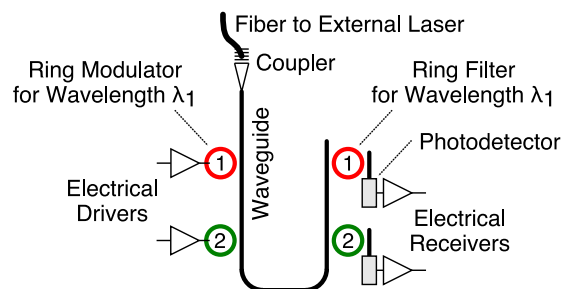 Fiber to External Laser
Coupler
Ring Modulator
for Wavelength λ1
Ring Filter
for Wavelength λ1
Waveguide
Photodetector
1
1
Electrical
Drivers
Electrical
Receivers
2
2